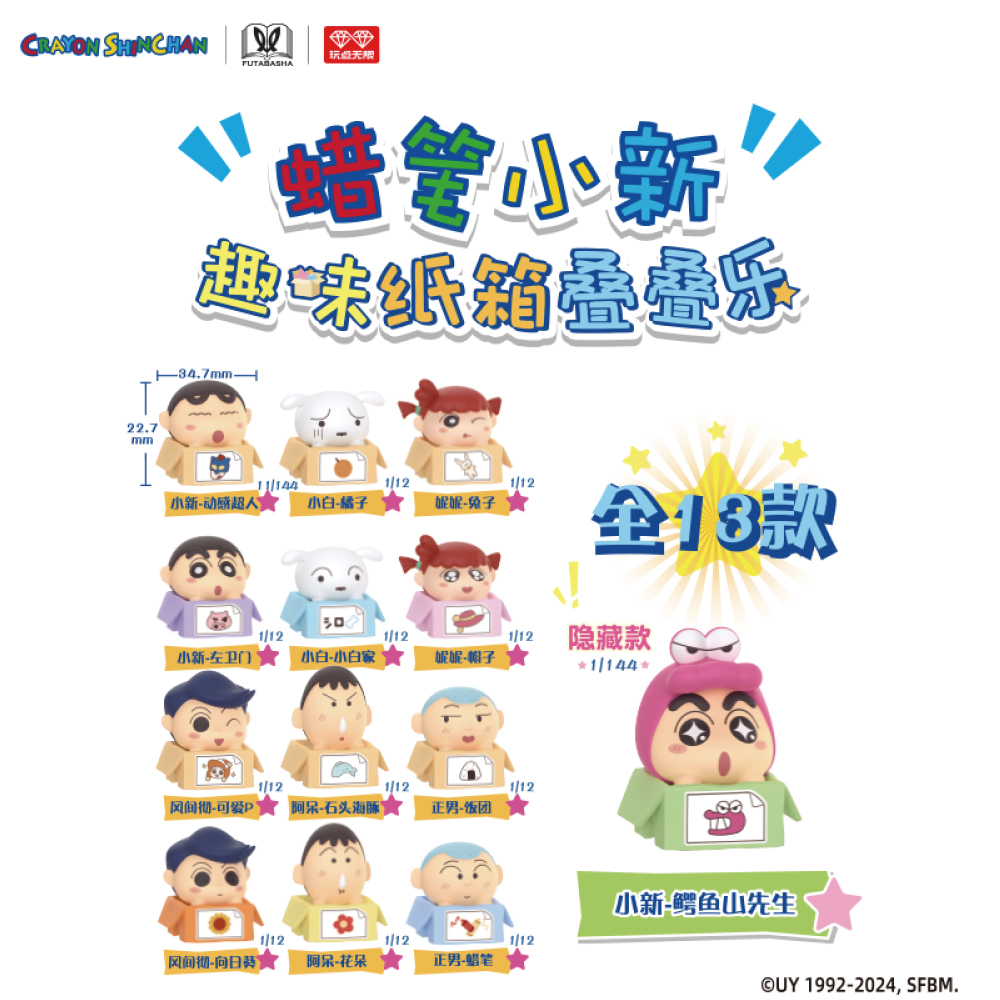 CRAYON SHINCHAN
FUTABASHA
玩点无限
蜡笔小新
趣味纸箱叠叠乐
34.7mm
22.7
mm
11/144 1/12 1/12
小新-动感超人 小白-橘子 妮妮-兔子
シロ
1/12 1/12 1/12
小新-左卫门 小白-小白家 妮妮-帽子
1/12 1/12 1/12
风间彻-可爱P 阿呆-石头海豚 正男-饭团
1/12 1/12 1/12
风间彻-向日葵 阿呆-花呆 正男-蜡笔
全13款
隐藏款
1/144
小新-鳄鱼山先生
©UY 1992-2024, SFBM.